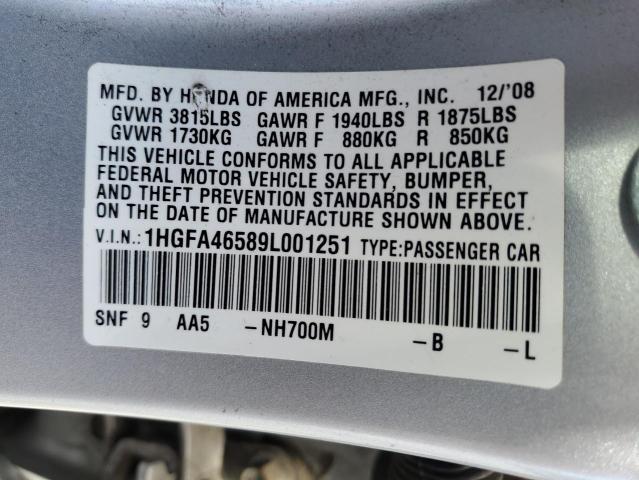 MFD. BY HONDA OF AMERICA MFG., INC. 12/'08
GVWR 3815LBS GAWR F 1940LBS R 1875LBS
GVWR 1730KG GAWR F 880KG R 850KG
THIS VEHICLE CONFORMS TO ALL APPLICABLE
FEDERAL MOTOR VEHICLE SAFETY, BUMPER,
AND THEFT PREVENTION STANDARDS IN EFFECT
ON THE DATE OF MANUFACTURE SHOWN ABOVE.
V.I.N.: 1HGFA46589L001251 TYPE:PASSENGER CAR
SNF 9 AA5 -NH700M -B -L